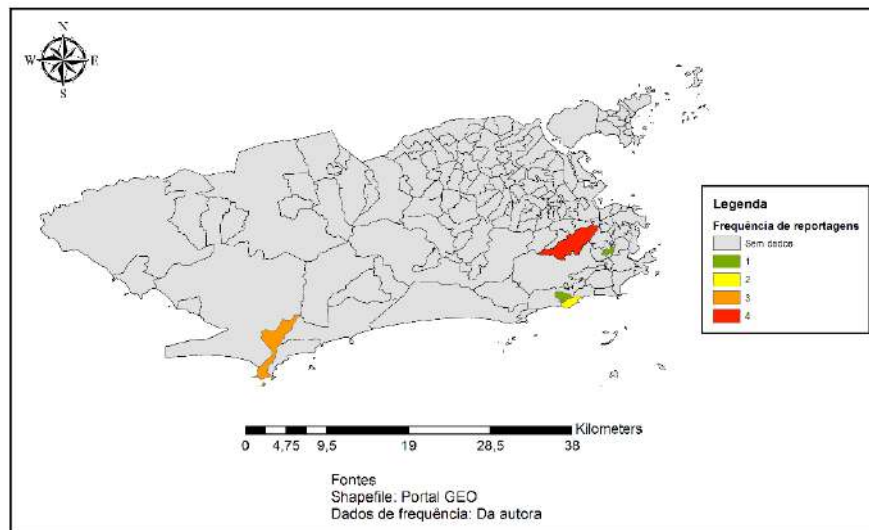 N
W E
S
Legenda
Frequência de reportagens
Sem dados
1
2
3
4
Kilometers
0 4,75 9,5 19 28,5 38
Fontes
Shapefile: Portal GEO
Dados de frequência: Da autora